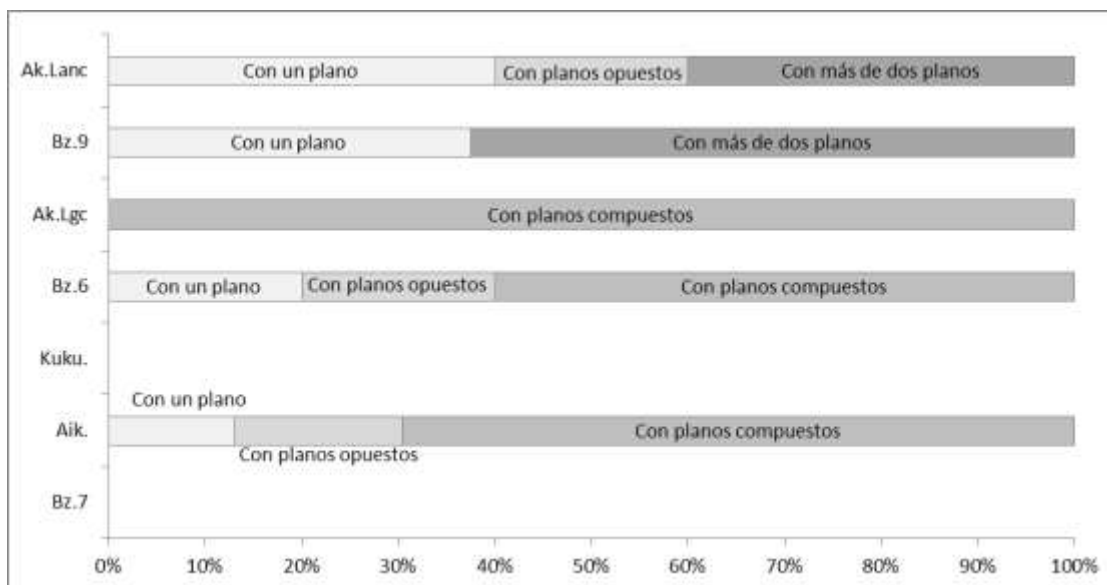 Ak.Lanc Con un plano Con planos opuestos Con más de dos planos
Bz.9 Con un plano Con más de dos planos
Ak.Lgc Con planos compuestos
Bz.6 Con un plano Con planos opuestos Con planos compuestos
Kuku.
Con un plano
Aik. Con planos compuestos
Con planos opuestos
Bz.7
0% 10% 20% 30% 40% 50% 60% 70% 80% 90% 100%